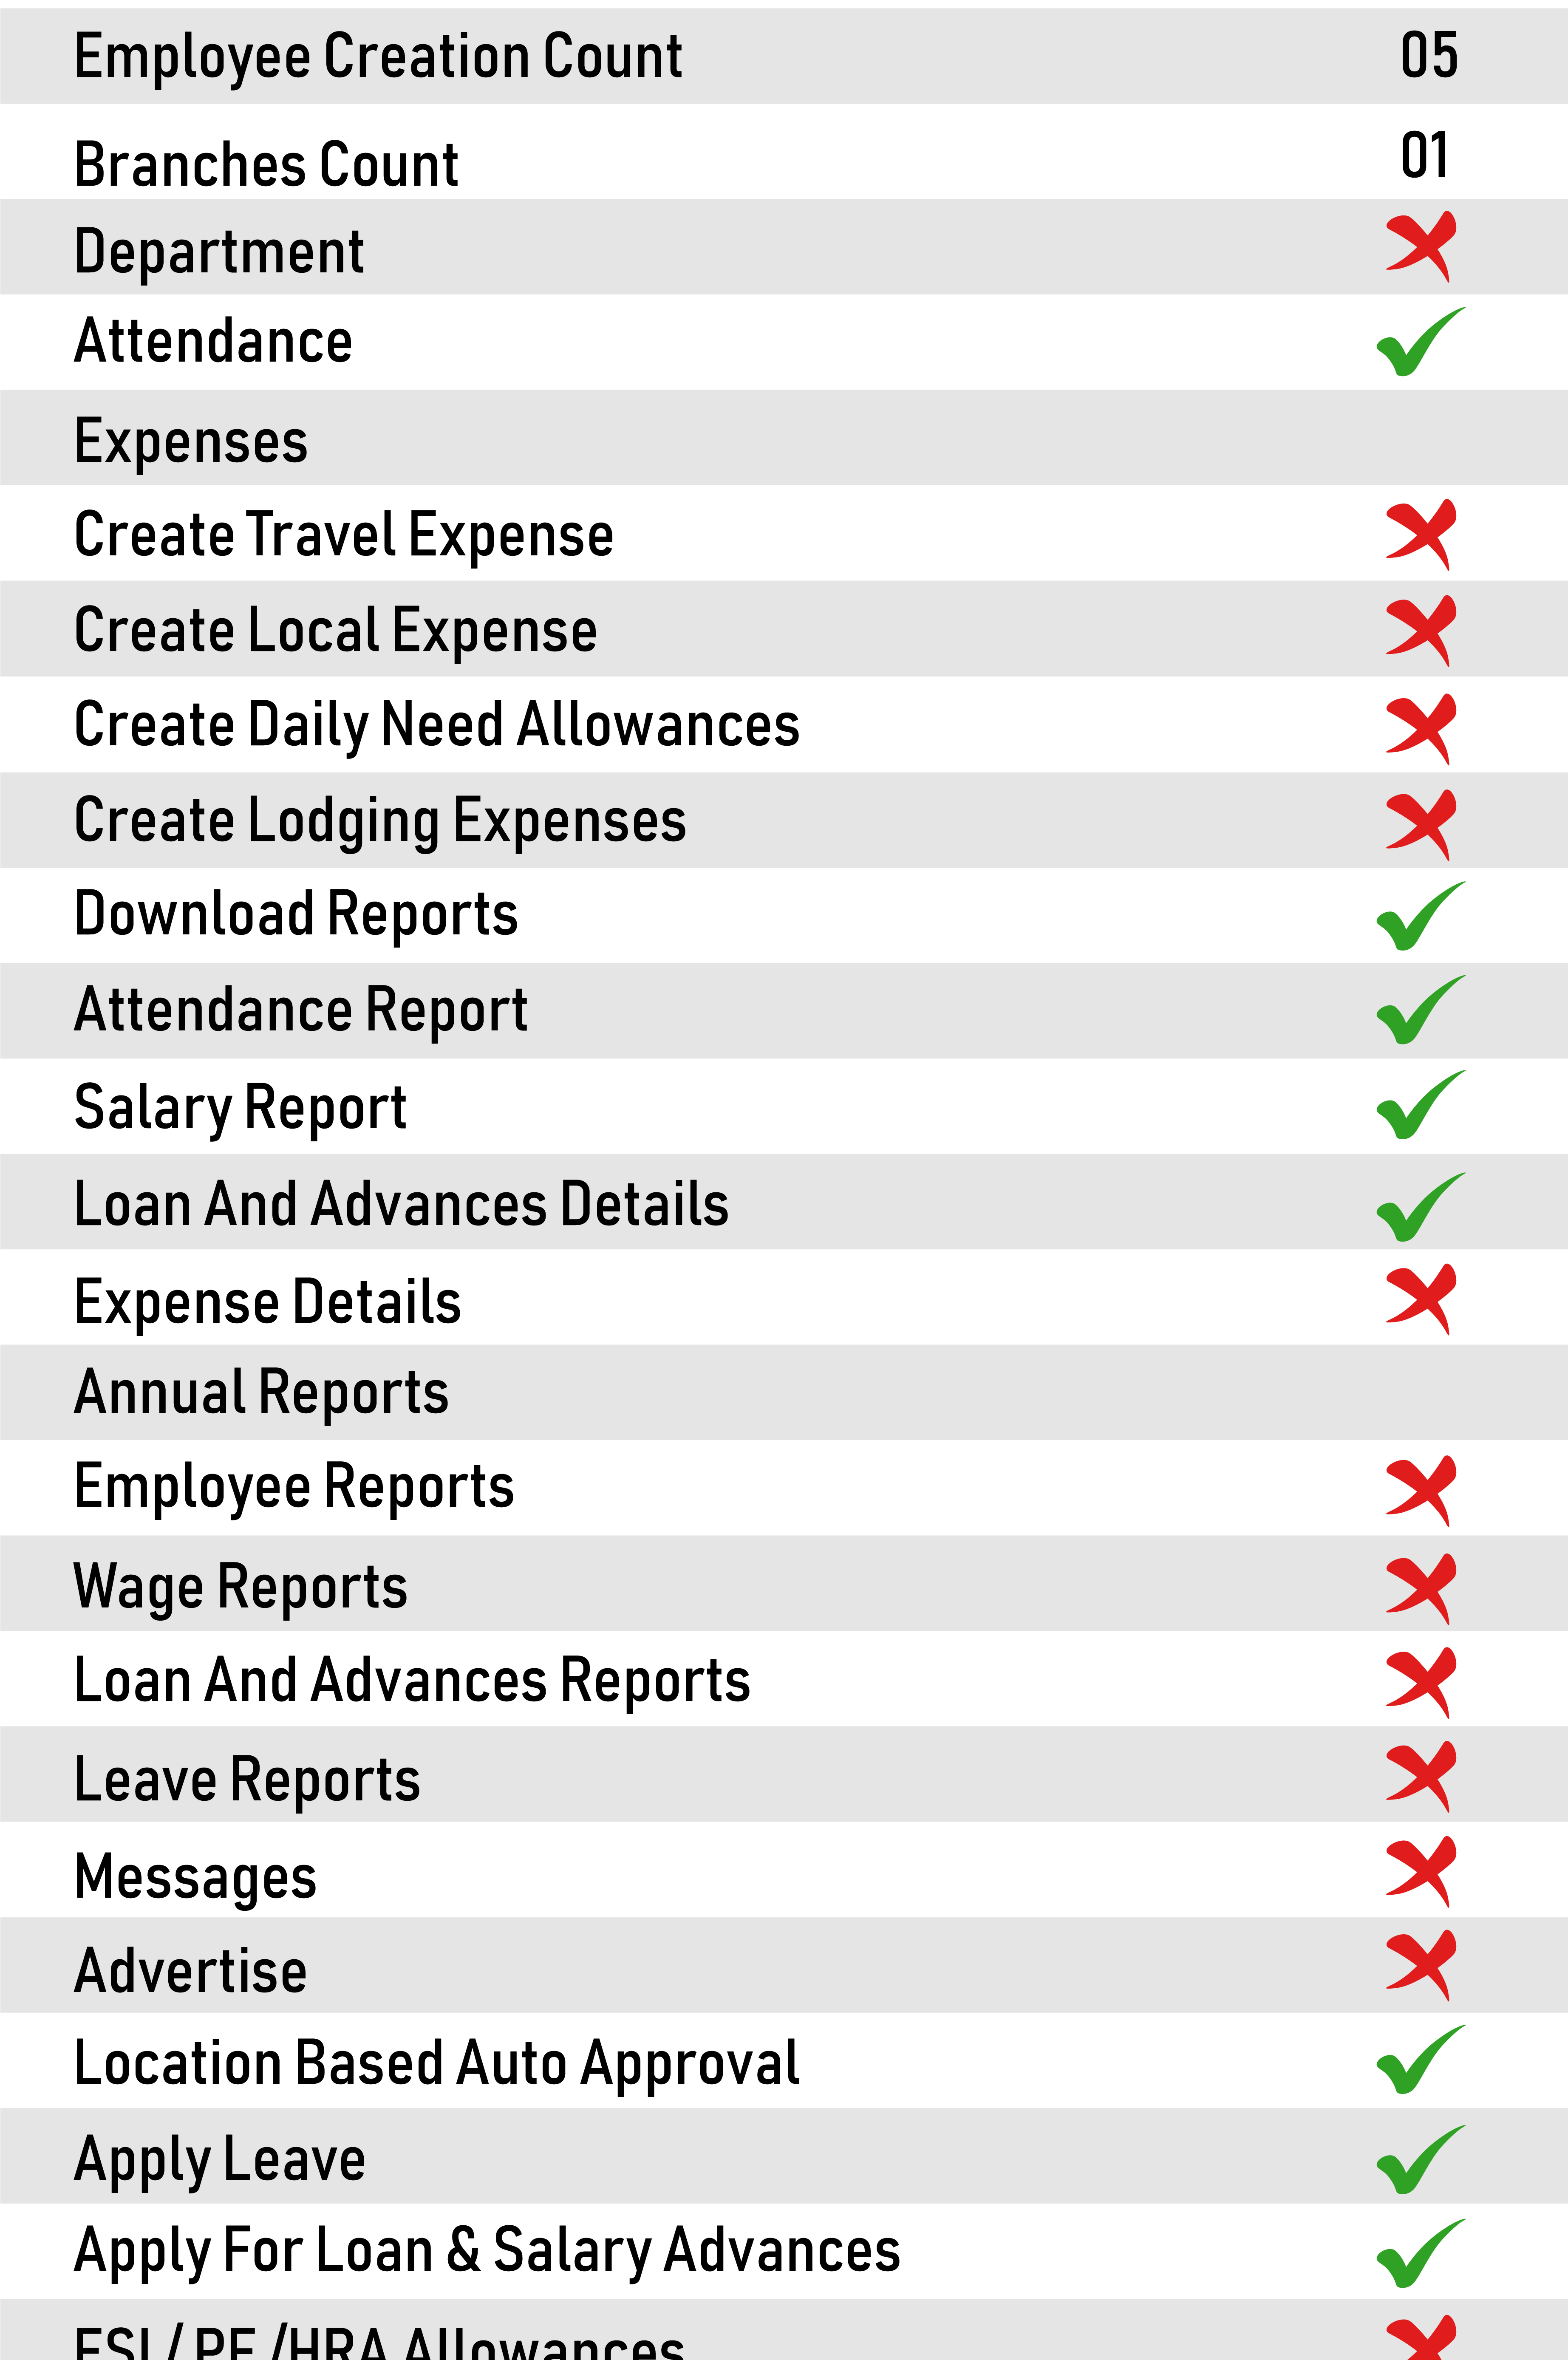 Employee Creation Count 05
Branches Count 01
Department
Attendance
Expenses
Create Travel Expense
Create Local Expense
Create Daily Need Allowances
Create Lodging Expenses
Download Reports
Attendance Report
Salary Report
Loan And Advances Details
Expense Details
Annual Reports
Employee Reports
Wage Reports
Loan And Advances Reports
Leave Reports
Messages
Advertise
Location Based Auto Approval
Apply Leave
Apply For Loan & Salary Advances
ESI / PF /HRA Allowances